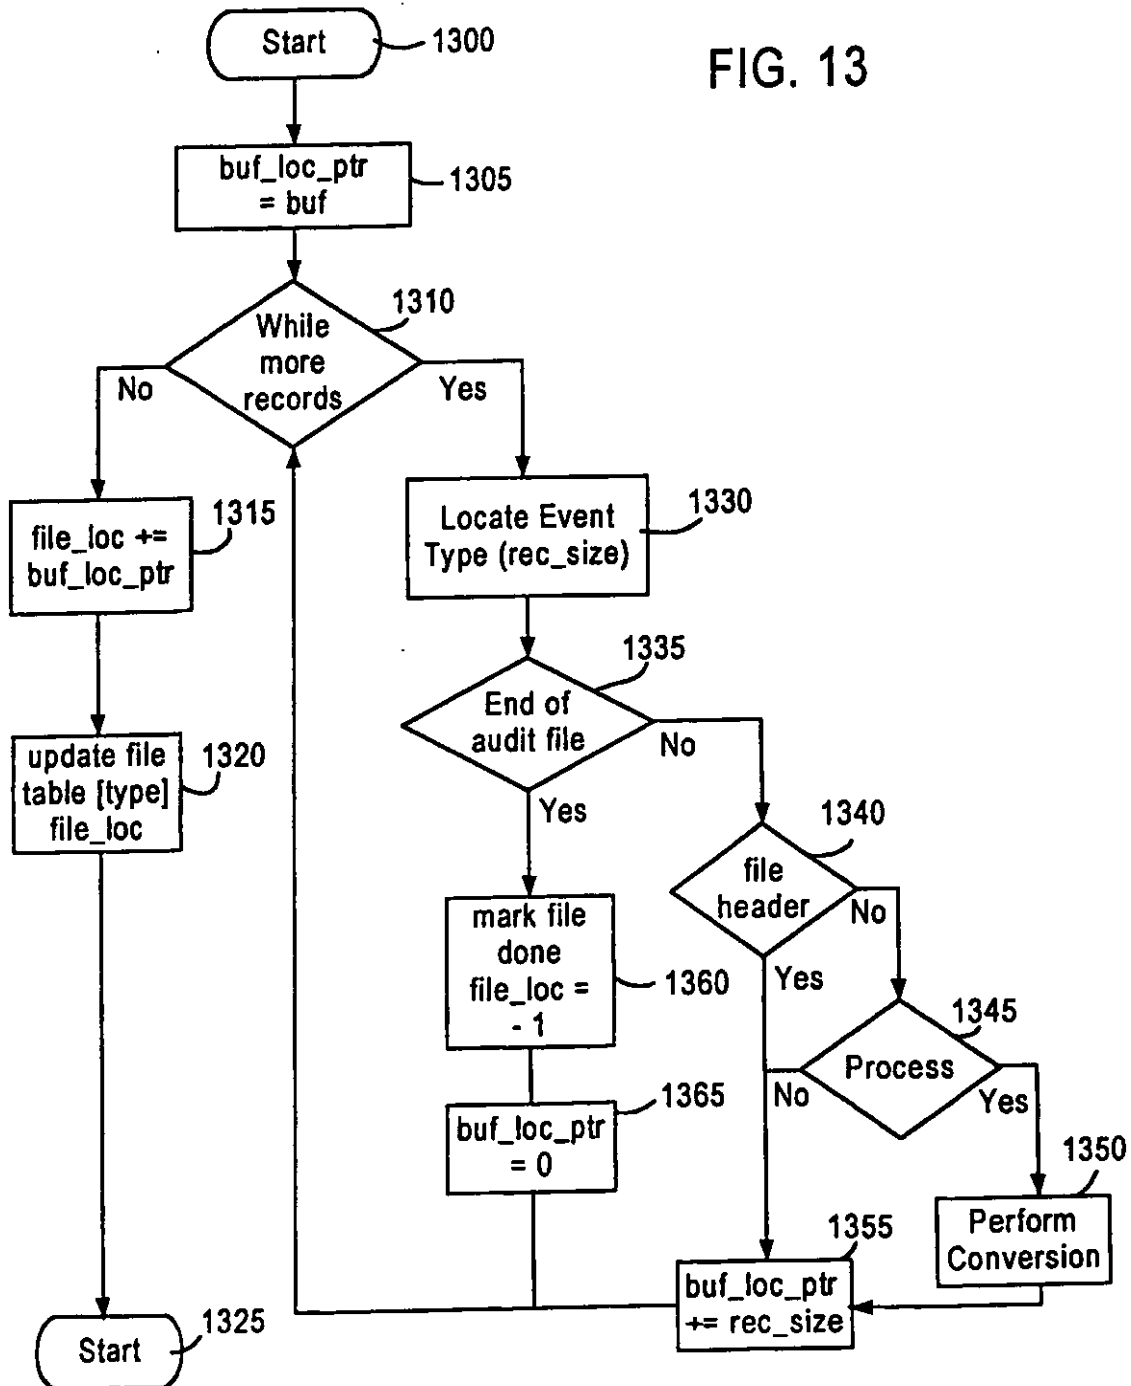 Start
1300
FIG. 13
buf_loc_ptr
= buf
1305
1310
While
more
records
No
Yes
1315
file_loc +=
buf_loc_ptr
1330
Locate Event
Type (rec_size)
1335
End of
audit file
No
Yes
1320
update file
table [type]
file_loc
1340
file
header
No
Yes
mark file
done
file_loc =
- 1
1360
1345
Process
No
Yes
1365
buf_loc_ptr
= 0
1350
Perform
Conversion
1355
buf_loc_ptr
+= rec_size
1325
Start